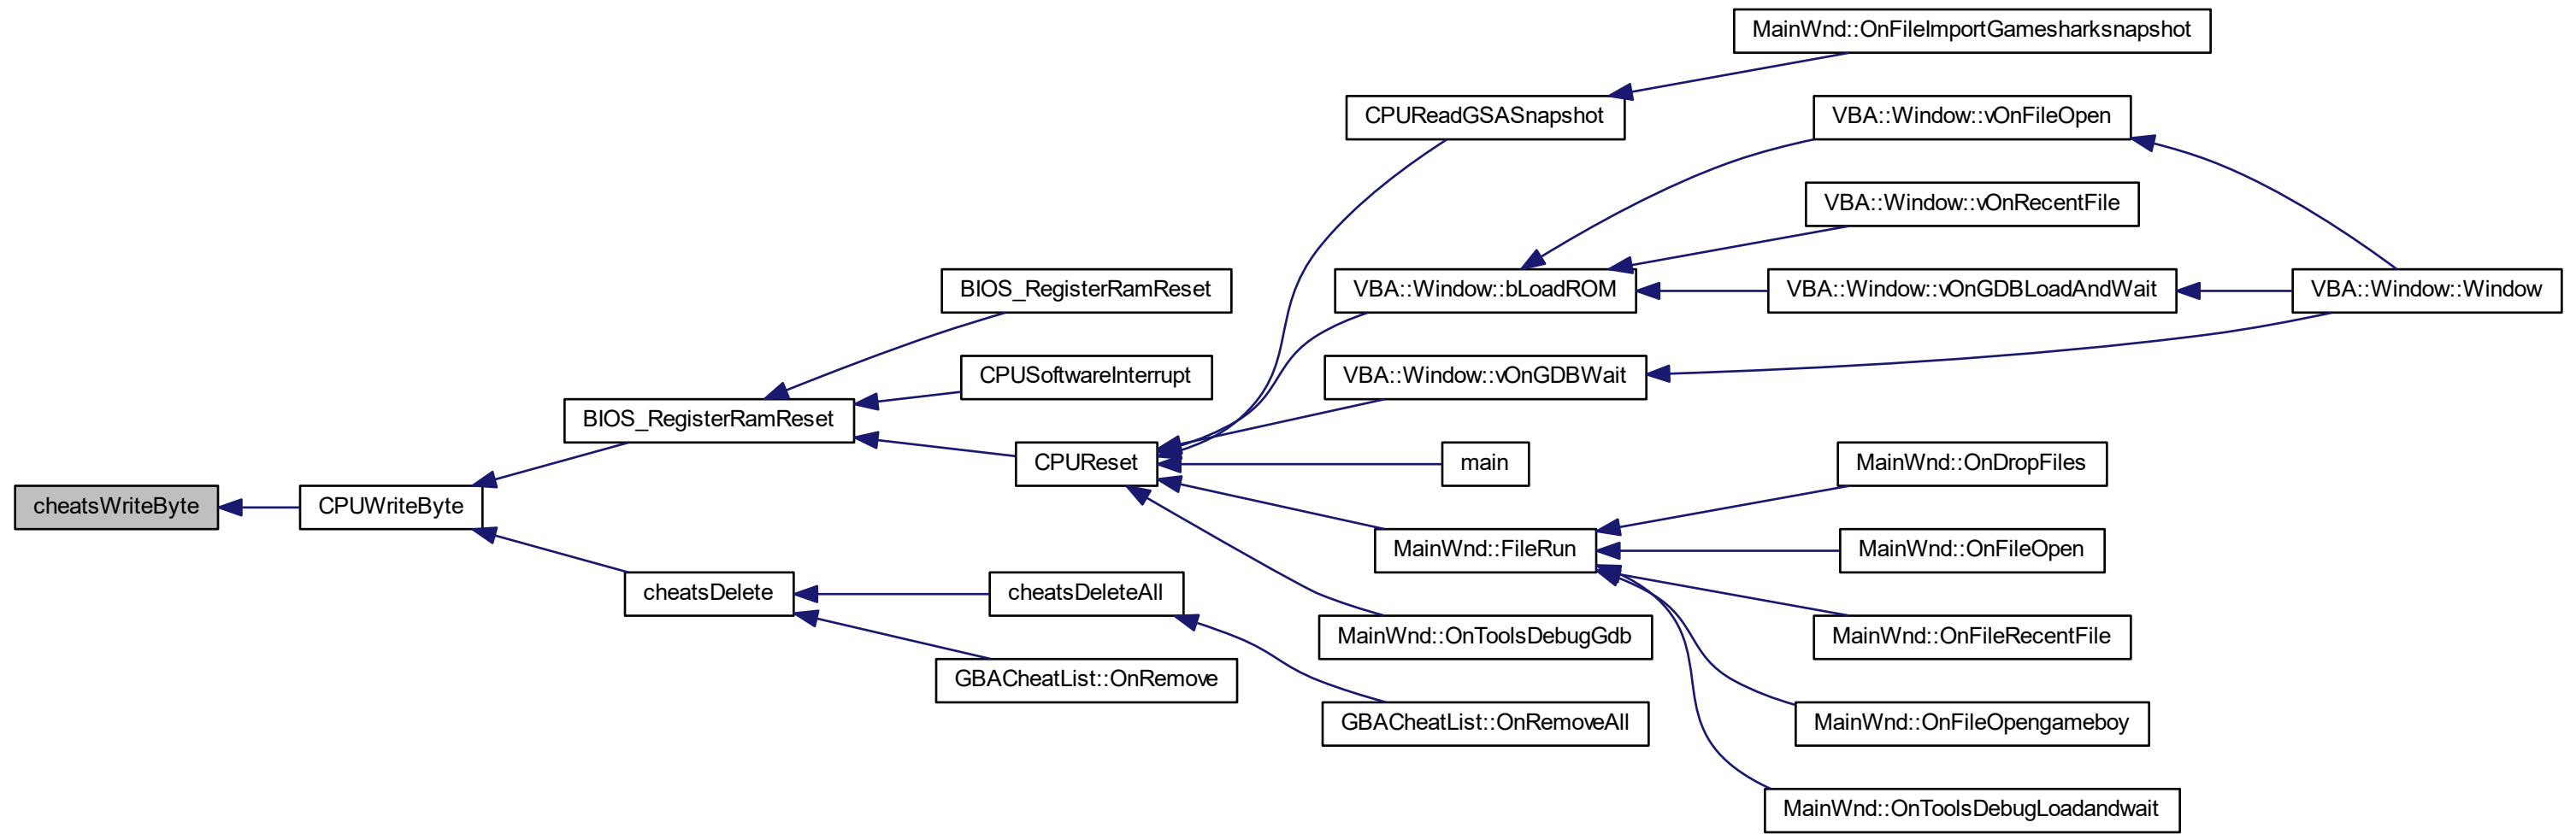 MainWnd::OnFileImportGamesharksnapshot
CPUReadGSASnapshot
VBA::Window::vOnFileOpen
VBA::Window::vOnRecentFile
BIOS_RegisterRamReset
VBA::Window::bLoadROM
VBA::Window::vOnGDBLoadAndWait
VBA::Window::Window
CPUSoftwareInterrupt
VBA::Window::vOnGDBWait
BIOS_RegisterRamReset
CPUReset
main
MainWnd::OnDropFiles
cheatsWriteByte
CPUWriteByte
MainWnd::FileRun
MainWnd::OnFileOpen
cheatsDelete
cheatsDeleteAll
MainWnd::OnToolsDebugGdb
MainWnd::OnFileRecentFile
GBACheatList::OnRemove
GBACheatList::OnRemoveAll
MainWnd::OnFileOpengameboy
MainWnd::OnToolsDebugLoadandwait